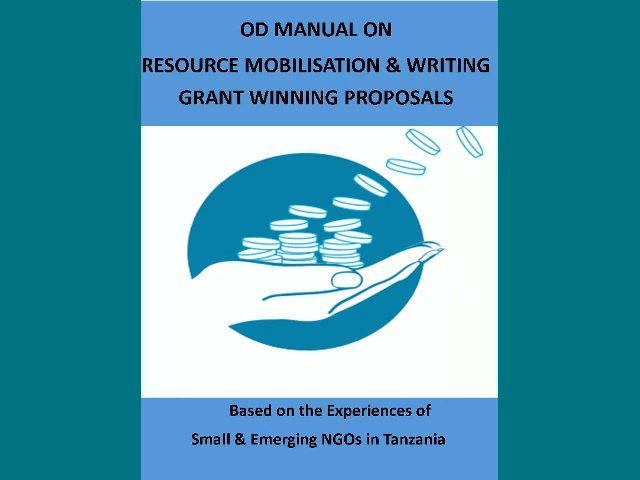 OD MANUAL ON
RESOURCE MOBILISATION & WRITING
GRANT WINNING PROPOSALS
Based on the Experiences of
Small & Emerging NGOs in Tanzania